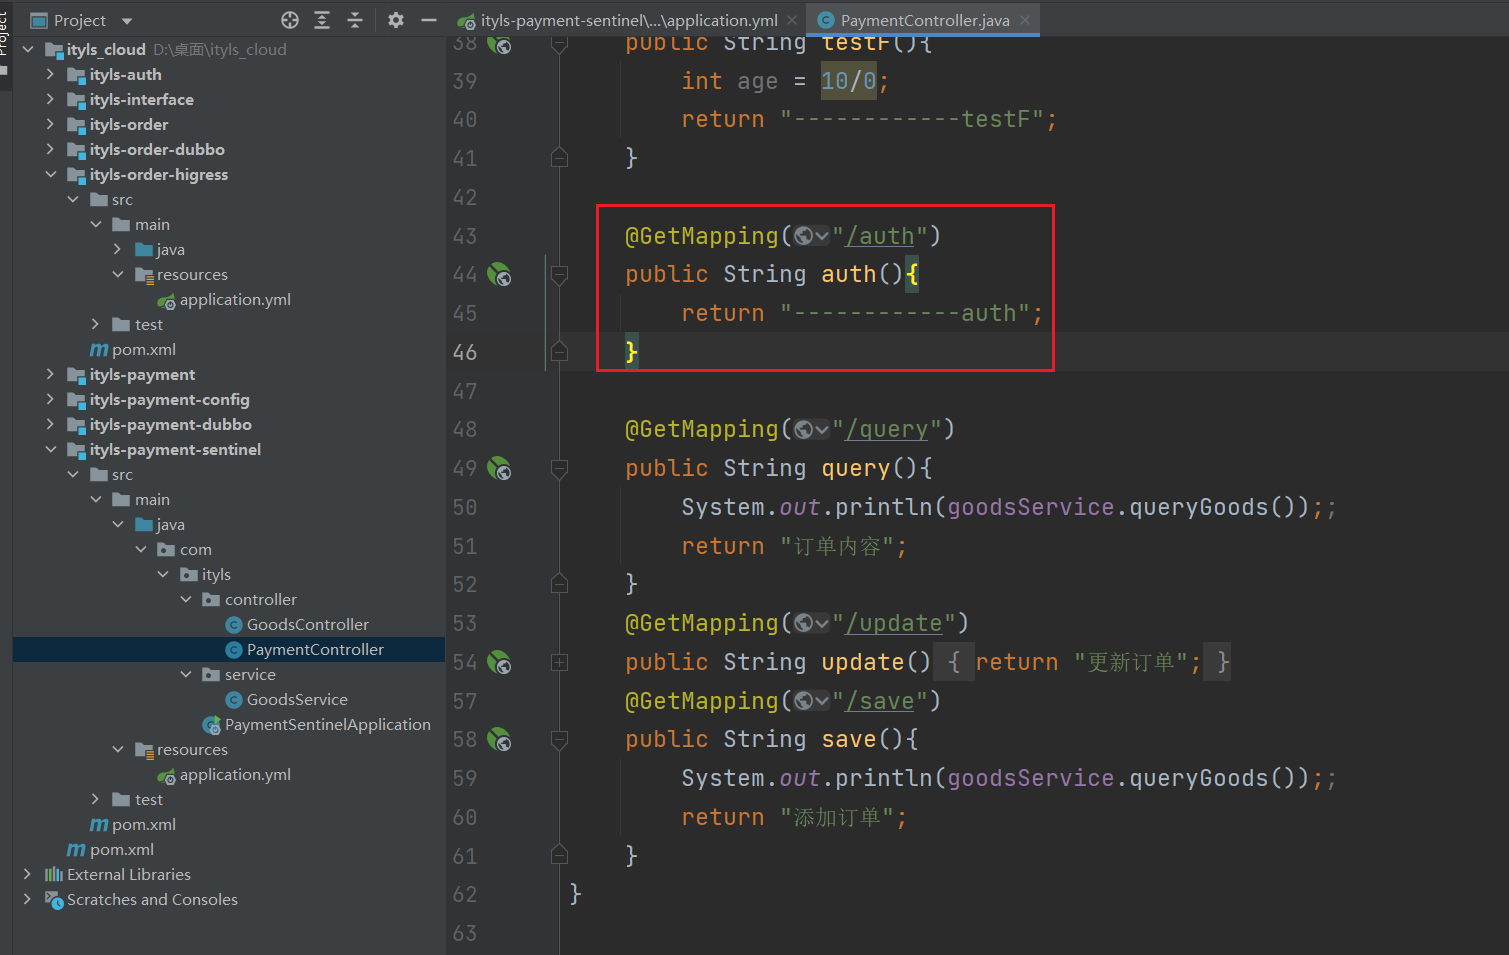 Project
ityls-payment-sentinel\...\application.yml
PaymentController.java
Project
ityls_cloud D:\桌面\ityls_cloud
ityls-auth
ityls-interface
ityls-order
ityls-order-dubbo
ityls-order-higress
src
main
java
resources
application.yml
test
pom.xml
ityls-payment
ityls-payment-config
ityls-payment-dubbo
ityls-payment-sentinel
src
main
java
com
ityls
controller
GoodsController
PaymentController
service
GoodsService
PaymentSentinelApplication
resources
application.yml
test
pom.xml
pom.xml
External Libraries
Scratches and Consoles
38 public String testF(){
39 int age = 10/0;
40 return "------------testF";
41 }
42
43 @GetMapping("/auth")
44 public String auth(){
45 return "------------auth";
46 }
47
48 @GetMapping("/query")
49 public String query(){
50 System.out.println(goodsService.queryGoods());;
51 return "订单内容";
52 }
53 @GetMapping("/update")
54 public String update() { return "更新订单"; }
57 @GetMapping("/save")
58 public String save(){
59 System.out.println(goodsService.queryGoods());;
60 return "添加订单";
61 }
62 }
63